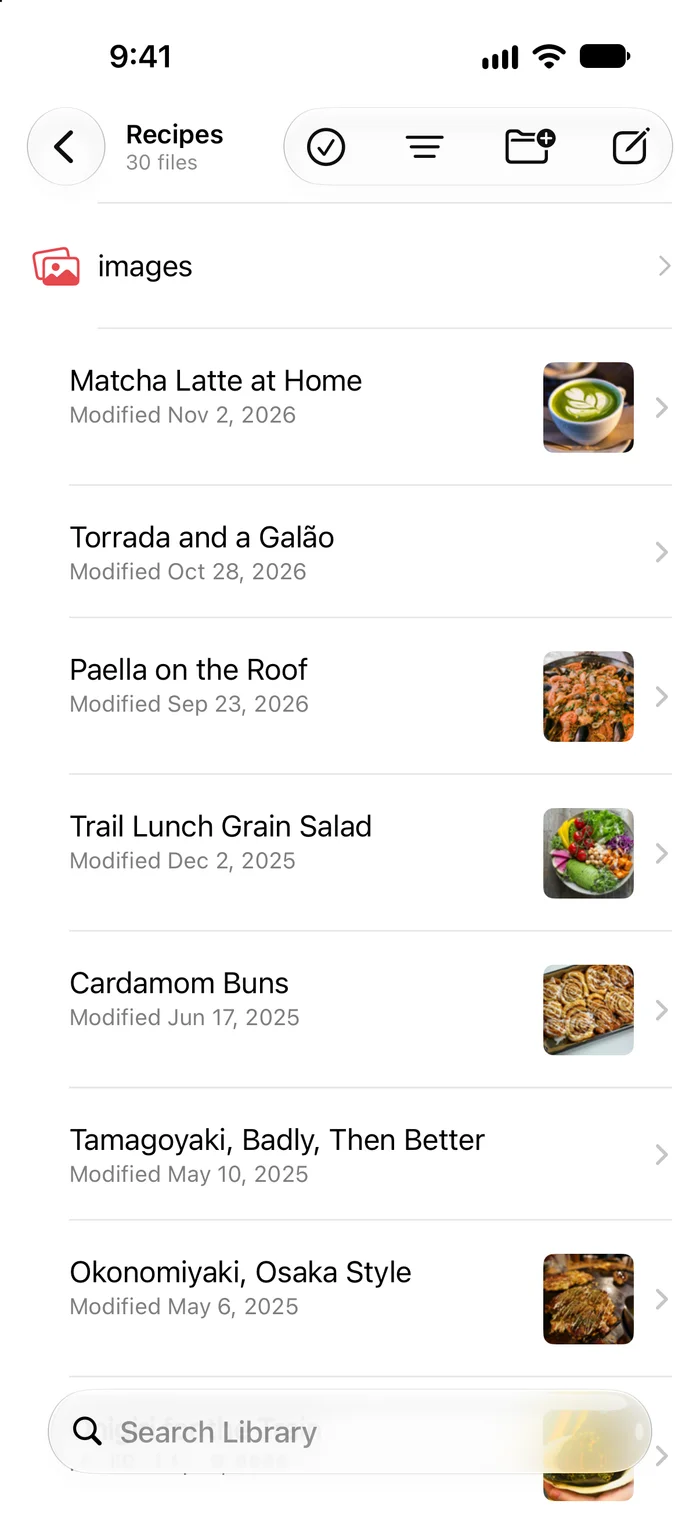 9:41
Recipes
30 files
images
Matcha Latte at Home
Modified Nov 2, 2026
Torrada and a Galão
Modified Oct 28, 2026
Paella on the Roof
Modified Sep 23, 2026
Trail Lunch Grain Salad
Modified Dec 2, 2025
Cardamom Buns
Modified Jun 17, 2025
Tamagoyaki, Badly, Then Better
Modified May 10, 2025
Okonomiyaki, Osaka Style
Modified May 6, 2025
Search Library